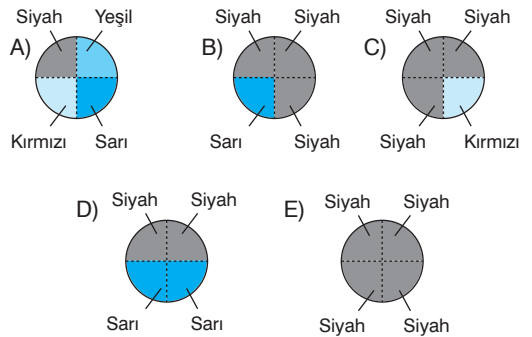 Siyah Yeşil Siyah Siyah Siyah Siyah
A) B) C)
Kırmızı Sarı Sarı Siyah Siyah Kırmızı
Siyah Siyah Siyah Siyah
D) E)
Sarı Sarı Siyah Siyah